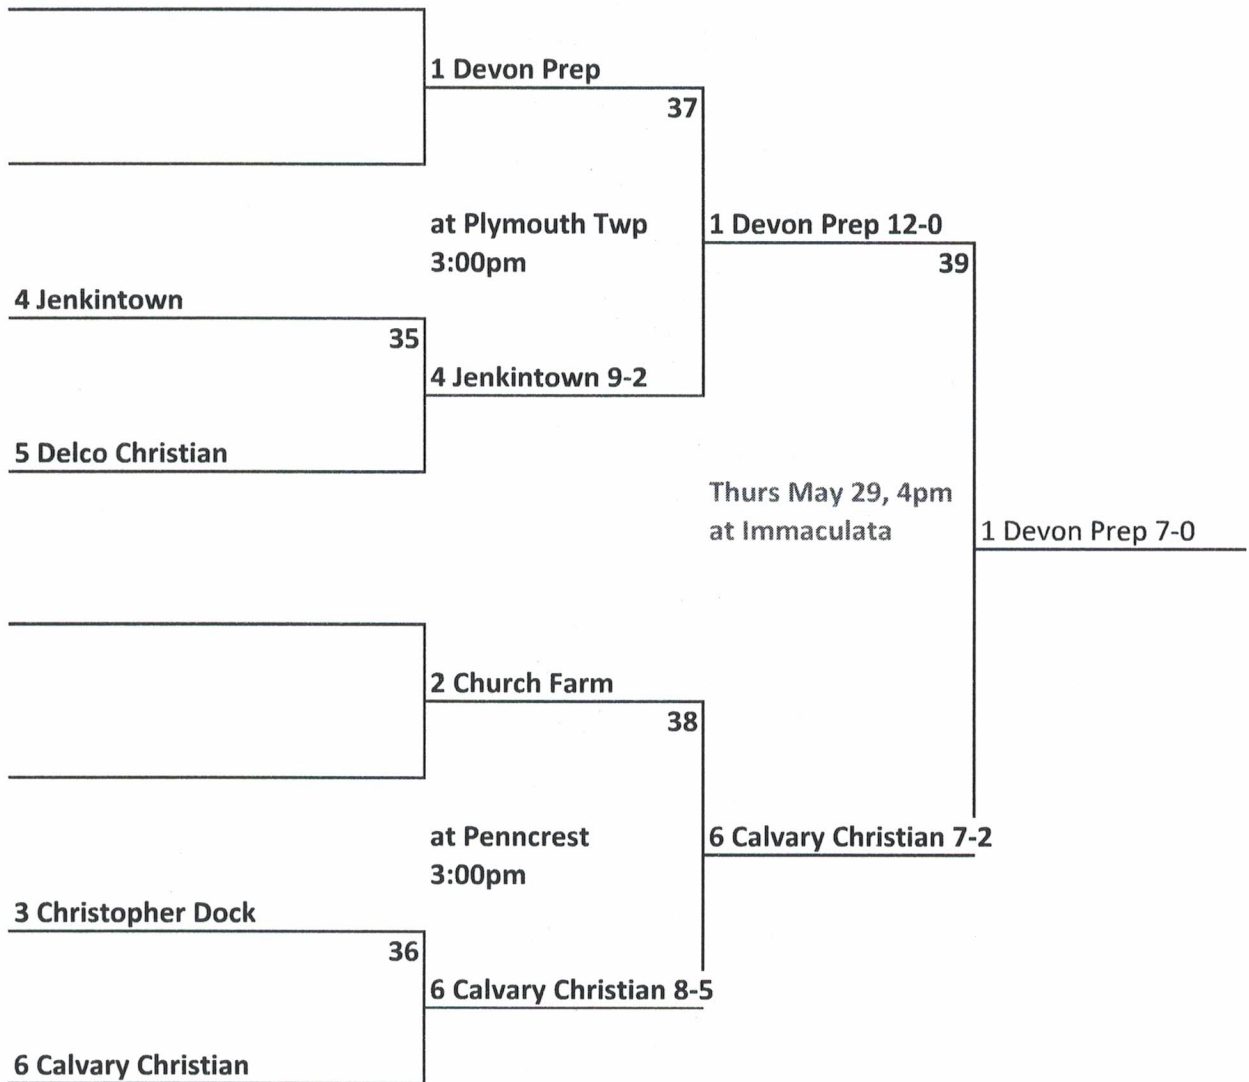 1 Devon Prep
37
at Plymouth Twp
3:00pm
1 Devon Prep 12-0
39
4 Jenkintown
35
4 Jenkintown 9-2
5 Delco Christian
Thurs May 29, 4pm
at Immaculata
1 Devon Prep 7-0
2 Church Farm
38
at Penncrest
3:00pm
6 Calvary Christian 7-2
3 Christopher Dock
36
6 Calvary Christian 8-5
6 Calvary Christian